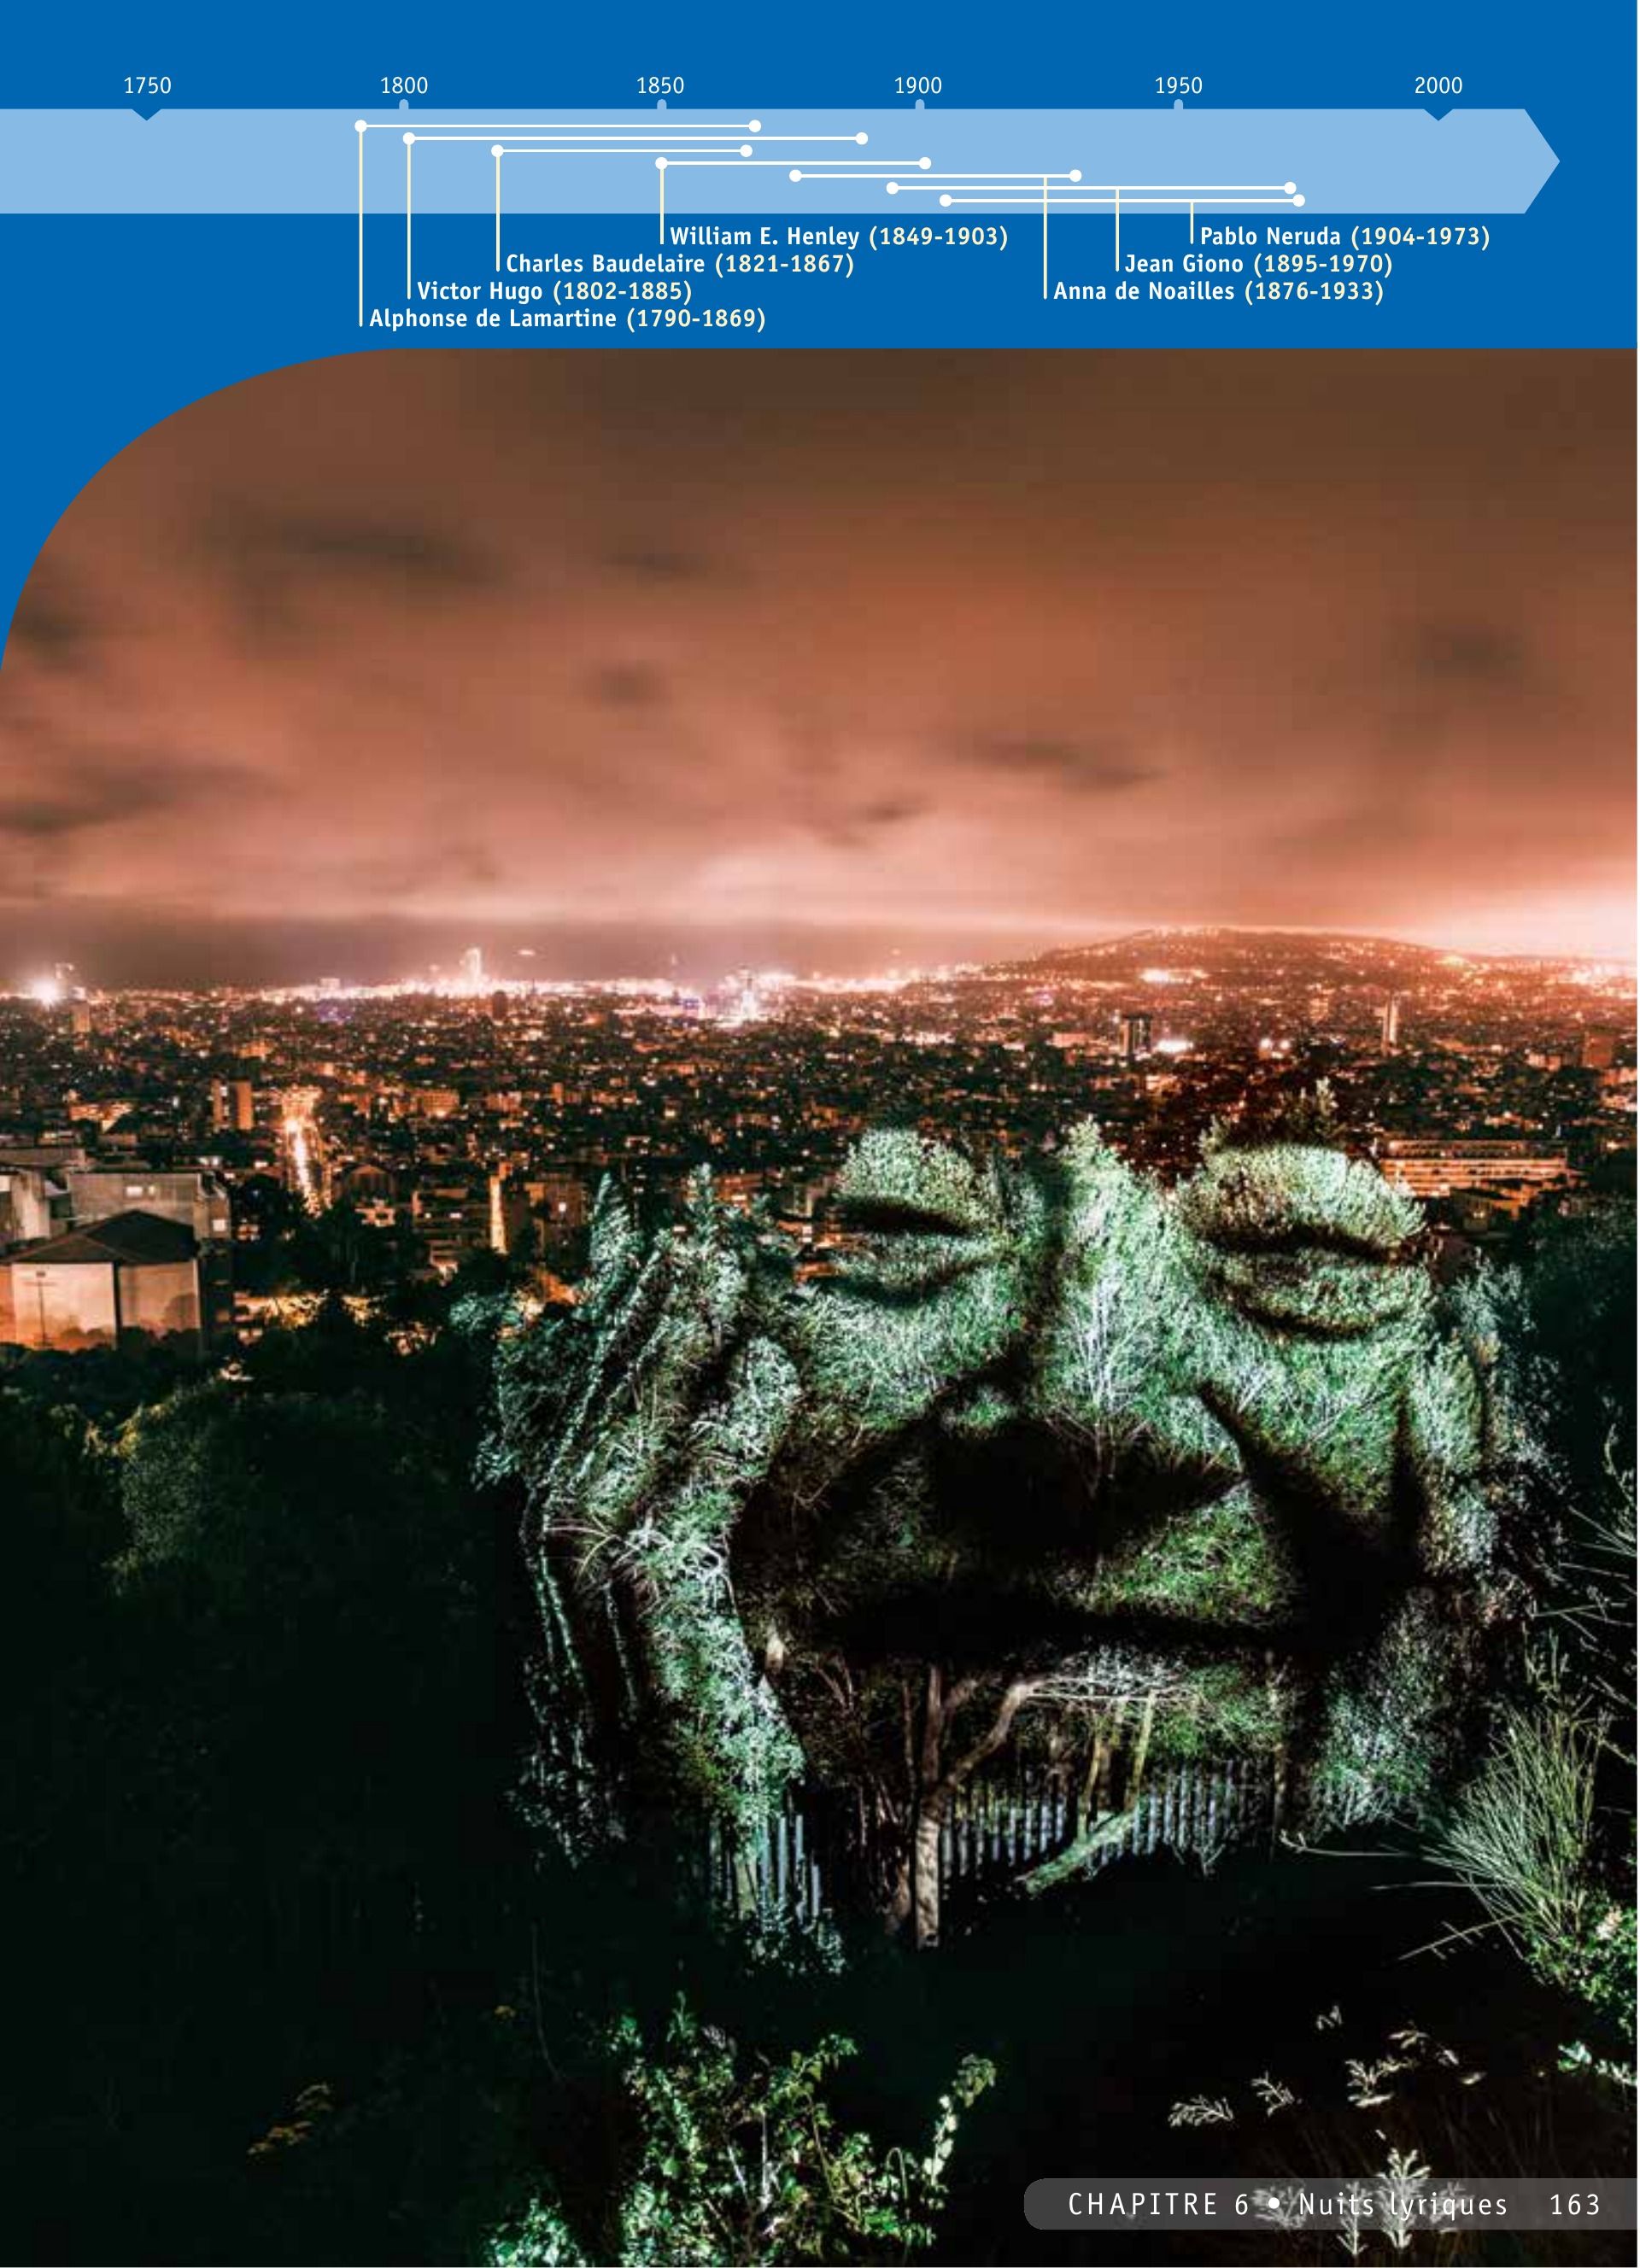 1750 1800 1850 1900 1950 2000
William E. Henley (1849-1903) Pablo Neruda (1904-1973)
Charles Baudelaire (1821-1867) Jean Giono (1895-1970)
Victor Hugo (1802-1885) Anna de Noailles (1876-1933)
Alphonse de Lamartine (1790-1869)
CHAPITRE 6 • Nuits lyriques 163